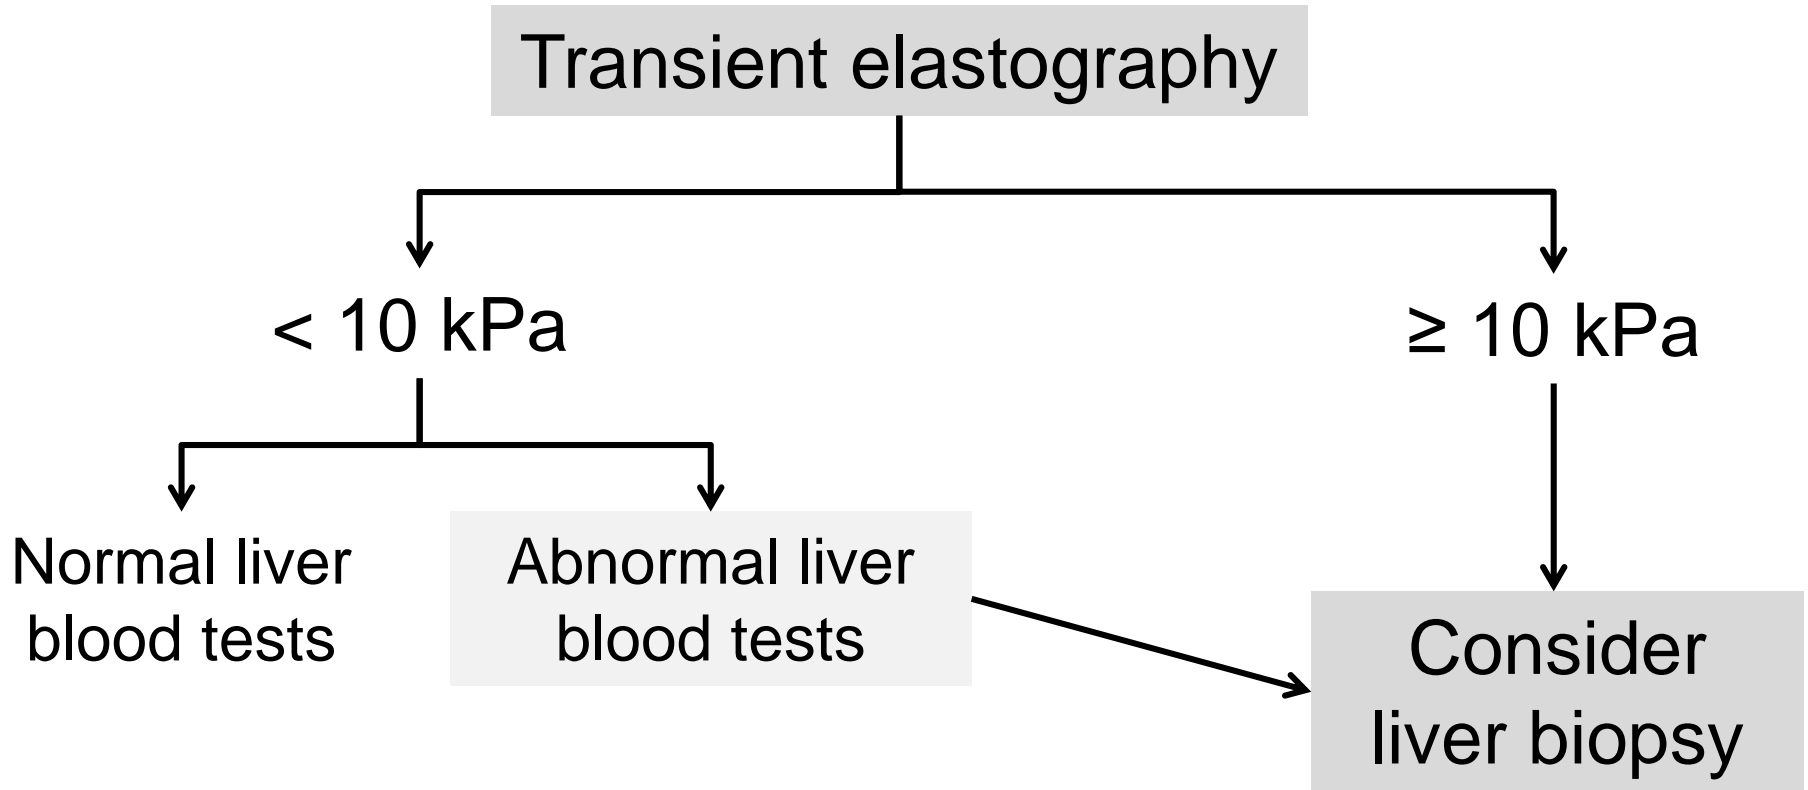 Transient elastography
< 10 kPa
≥ 10 kPa
Normal liver
blood tests
Abnormal liver
blood tests
Consider
liver biopsy